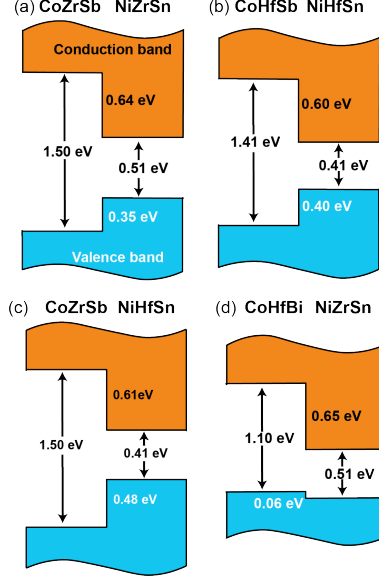 (a) CoZrSb NiZrSn
Conduction band
0.64 eV
1.50 eV
0.51 eV
0.35 eV
Valence band
(b) CoHfSb NiHfSn
0.60 eV
1.41 eV
0.41 eV
0.40 eV
(c) CoZrSb NiHfSn
0.61eV
1.50 eV
0.41 eV
0.48 eV
(d) CoHfBi NiZrSn
0.65 eV
1.10 eV
0.51 eV
0.06 eV